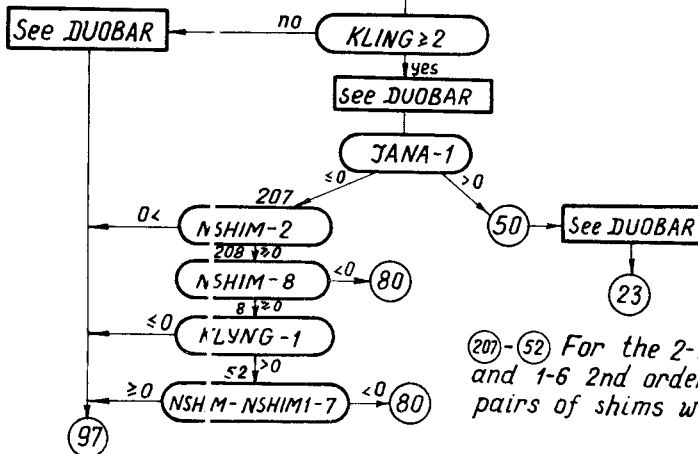 no
See DUOBAR
KLING ≥ 2
yes
See DUOBAR
JANA-1
≤0
>0
207
0<
NSHIM-2
50
See DUOBAR
208 ≥0
NSHIM-8
<0
80
23
8 ≥0
≤0
KLYNG-1
52 >0
≥0
NSHIM-NSHIM1-7
<0
80
97
207-52 For the 2-
and 1-6 2nd order
pairs of shims w